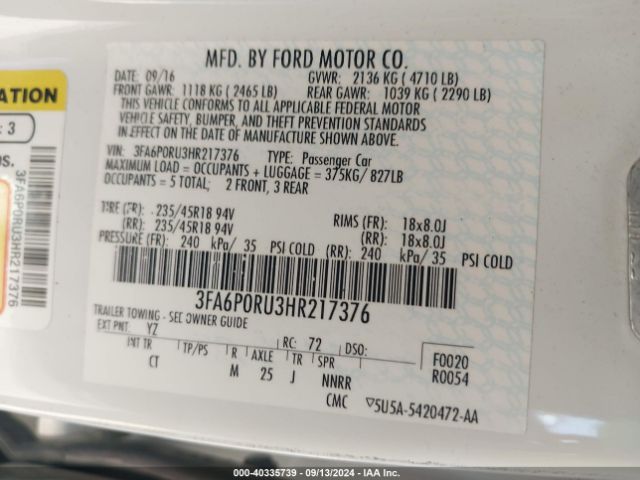 MFD. BY FORD MOTOR CO.
DATE: 09/16 GVWR: 2136 KG ( 4710 LB)
FRONT GAWR: 1118 KG ( 2465 LB) REAR GAWR: 1039 KG ( 2290 LB)
THIS VEHICLE CONFORMS TO ALL APPLICABLE FEDERAL MOTOR
VEHICLE SAFETY, BUMPER, AND THEFT PREVENTION STANDARDS
IN EFFECT ON THE DATE OF MANUFACTURE SHOWN ABOVE.
VIN: 3FA6P0RU3HR217376 TYPE: Passenger Car
MAXIMUM LOAD = OCCUPANTS + LUGGAGE = 375KG/ 827LB
OCCUPANTS = 5 TOTAL; 2 FRONT, 3 REAR
TIRE (FR): 235/45R18 94V RIMS (FR): 18x8.0J
(RR): 235/45R18 94V (RR): 18x8.0J
PRESSURE (FR): 240 kPa/ 35 PSI COLD (RR): 240 kPa/ 35 PSI COLD
3FA6P0RU3HR217376
TRAILER TOWING - SEE OWNER GUIDE
EXT PNT: YZ RC: 72 DSO: F0020
INT TR TP/PS R AXLE TR SPR R0054
CT M 25 J NNRR
CMC ▽5U5A-5420472-AA
ATION
: 3
3FA6P0RU3HR217376
000-40335739 - 09/13/2024 - IAA Inc.